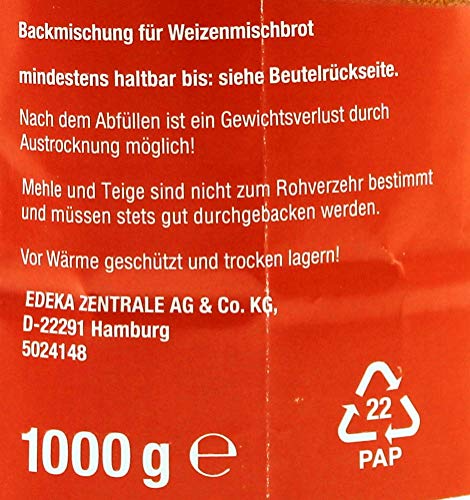 Backmischung für Weizenmischbrot
mindestens haltbar bis: siehe Beutelrückseite.
Nach dem Abfüllen ist ein Gewichtsverlust durch
Austrocknung möglich!
Mehle und Teige sind nicht zum Rohverzehr bestimmt
und müssen stets gut durchgebacken werden.
Vor Wärme geschützt und trocken lagern!
EDEKA ZENTRALE AG & Co. KG,
D-22291 Hamburg
5024148
1000 g ℮
22
PAP